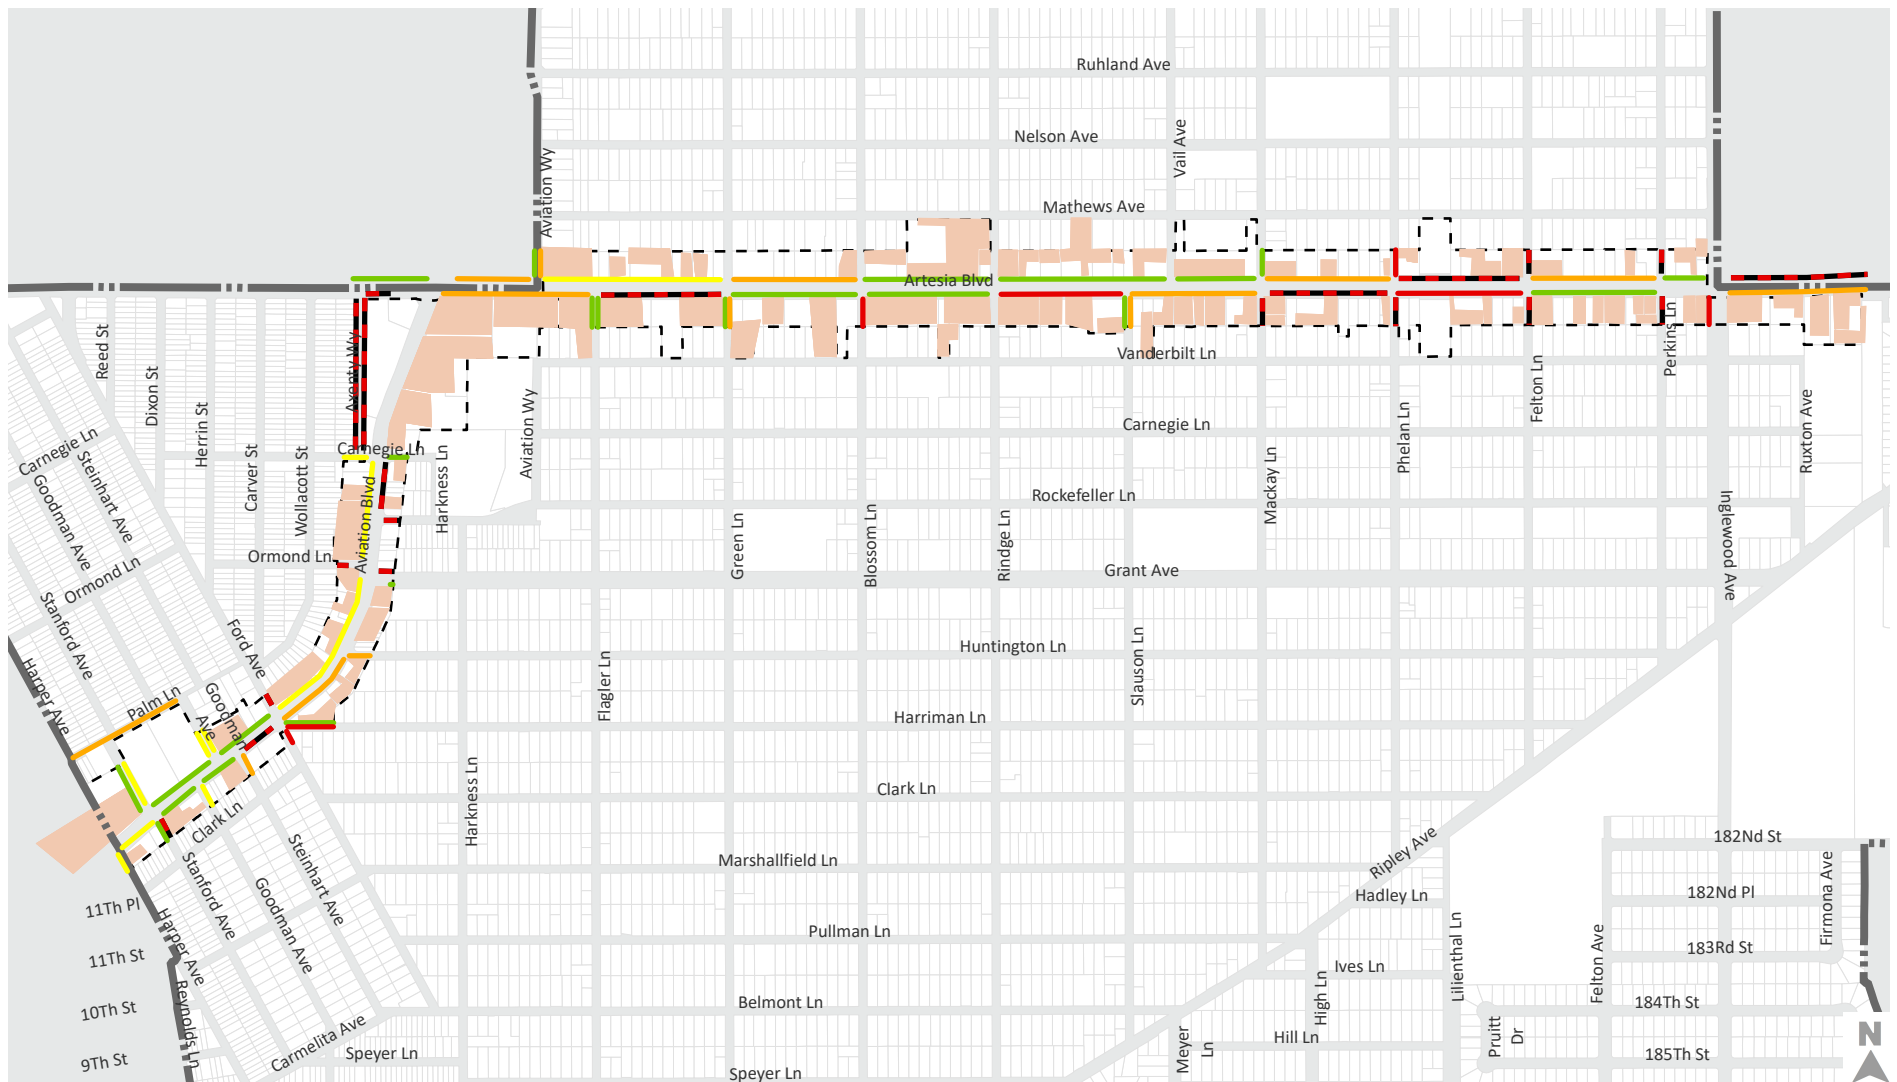 Ruhland Ave
Nelson Ave
Vail Ave
Aviation Wy
Mathews Ave
Artesia Blvd
Reed St
Dixon St
Herrin St
Axenty Wy
Vanderbilt Ln
Perkins Ln
Felton Ln
Aviation Wy
Carnegie Ln
Phelan Ln
Ruxton Ave
Carnegie Ln
Steinhart Ave
Goodman Ave
Carver St
Wollacott St
Carnegie Ln
Harkness Ln
Rockefeller Ln
Mackay Ln
Inglewood Ave
Aviation Blvd
Ormond Ln
Ormond Ln
Green Ln
Blossom Ln
Rindge Ln
Grant Ave
Stanford Ave
Ford Ave
Huntington Ln
Slauson Ln
Harper Ave
Palm Ln
Goodman
Ave
Flagler Ln
Harriman Ln
Harkness Ln
Clark Ln
Clark Ln
Steinhart Ave
Marshallfield Ln
Ripley Ave
182Nd St
Stanford Ave
Goodman Ave
Hadley Ln
182Nd Pl
Firmona Ave
11Th Pl
Harper Ave
Pullman Ln
183Rd St
11Th St
Ives Ln
Lilienthal Ln
Felton Ave
High Ln
Reynolds Ln
Belmont Ln
184Th St
10Th St
Carmelita Ave
Meyer
Ln
Hill Ln
Pruitt
Dr
N
9Th St
Speyer Ln
Speyer Ln
185Th St